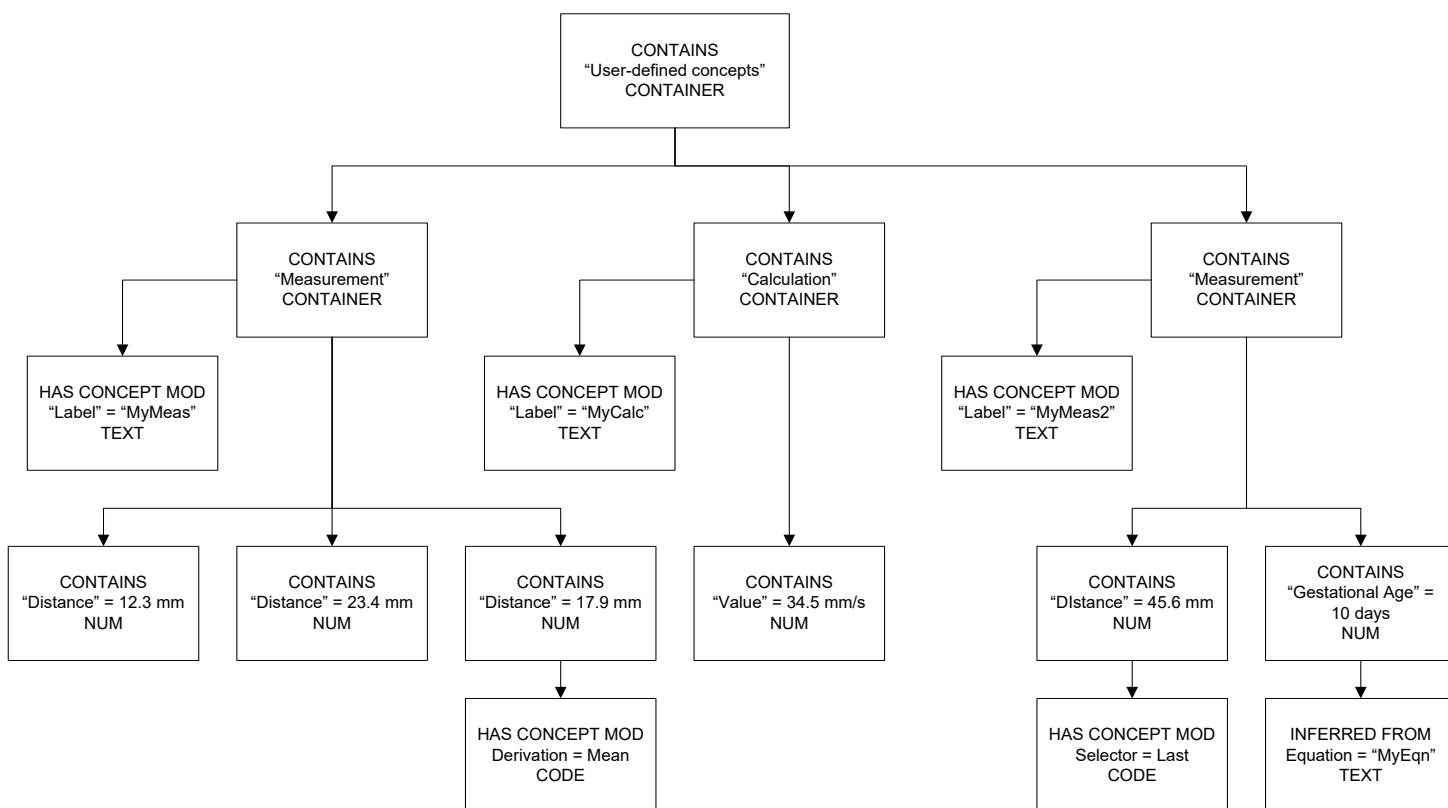 CONTAINS
“User-defined concepts”
CONTAINER
CONTAINS
“Measurement”
CONTAINER
CONTAINS
“Calculation”
CONTAINER
CONTAINS
“Measurement”
CONTAINER
HAS CONCEPT MOD
“Label” = “MyMeas”
TEXT
HAS CONCEPT MOD
“Label” = “MyCalc”
TEXT
HAS CONCEPT MOD
“Label” = “MyMeas2”
TEXT
CONTAINS
“Distance” = 12.3 mm
NUM
CONTAINS
“Distance” = 23.4 mm
NUM
CONTAINS
“Distance” = 17.9 mm
NUM
CONTAINS
“Value” = 34.5 mm/s
NUM
CONTAINS
“DIstance” = 45.6 mm
NUM
CONTAINS
“Gestational Age” =
10 days
NUM
HAS CONCEPT MOD
Derivation = Mean
CODE
HAS CONCEPT MOD
Selector = Last
CODE
INFERRED FROM
Equation = “MyEqn”
TEXT